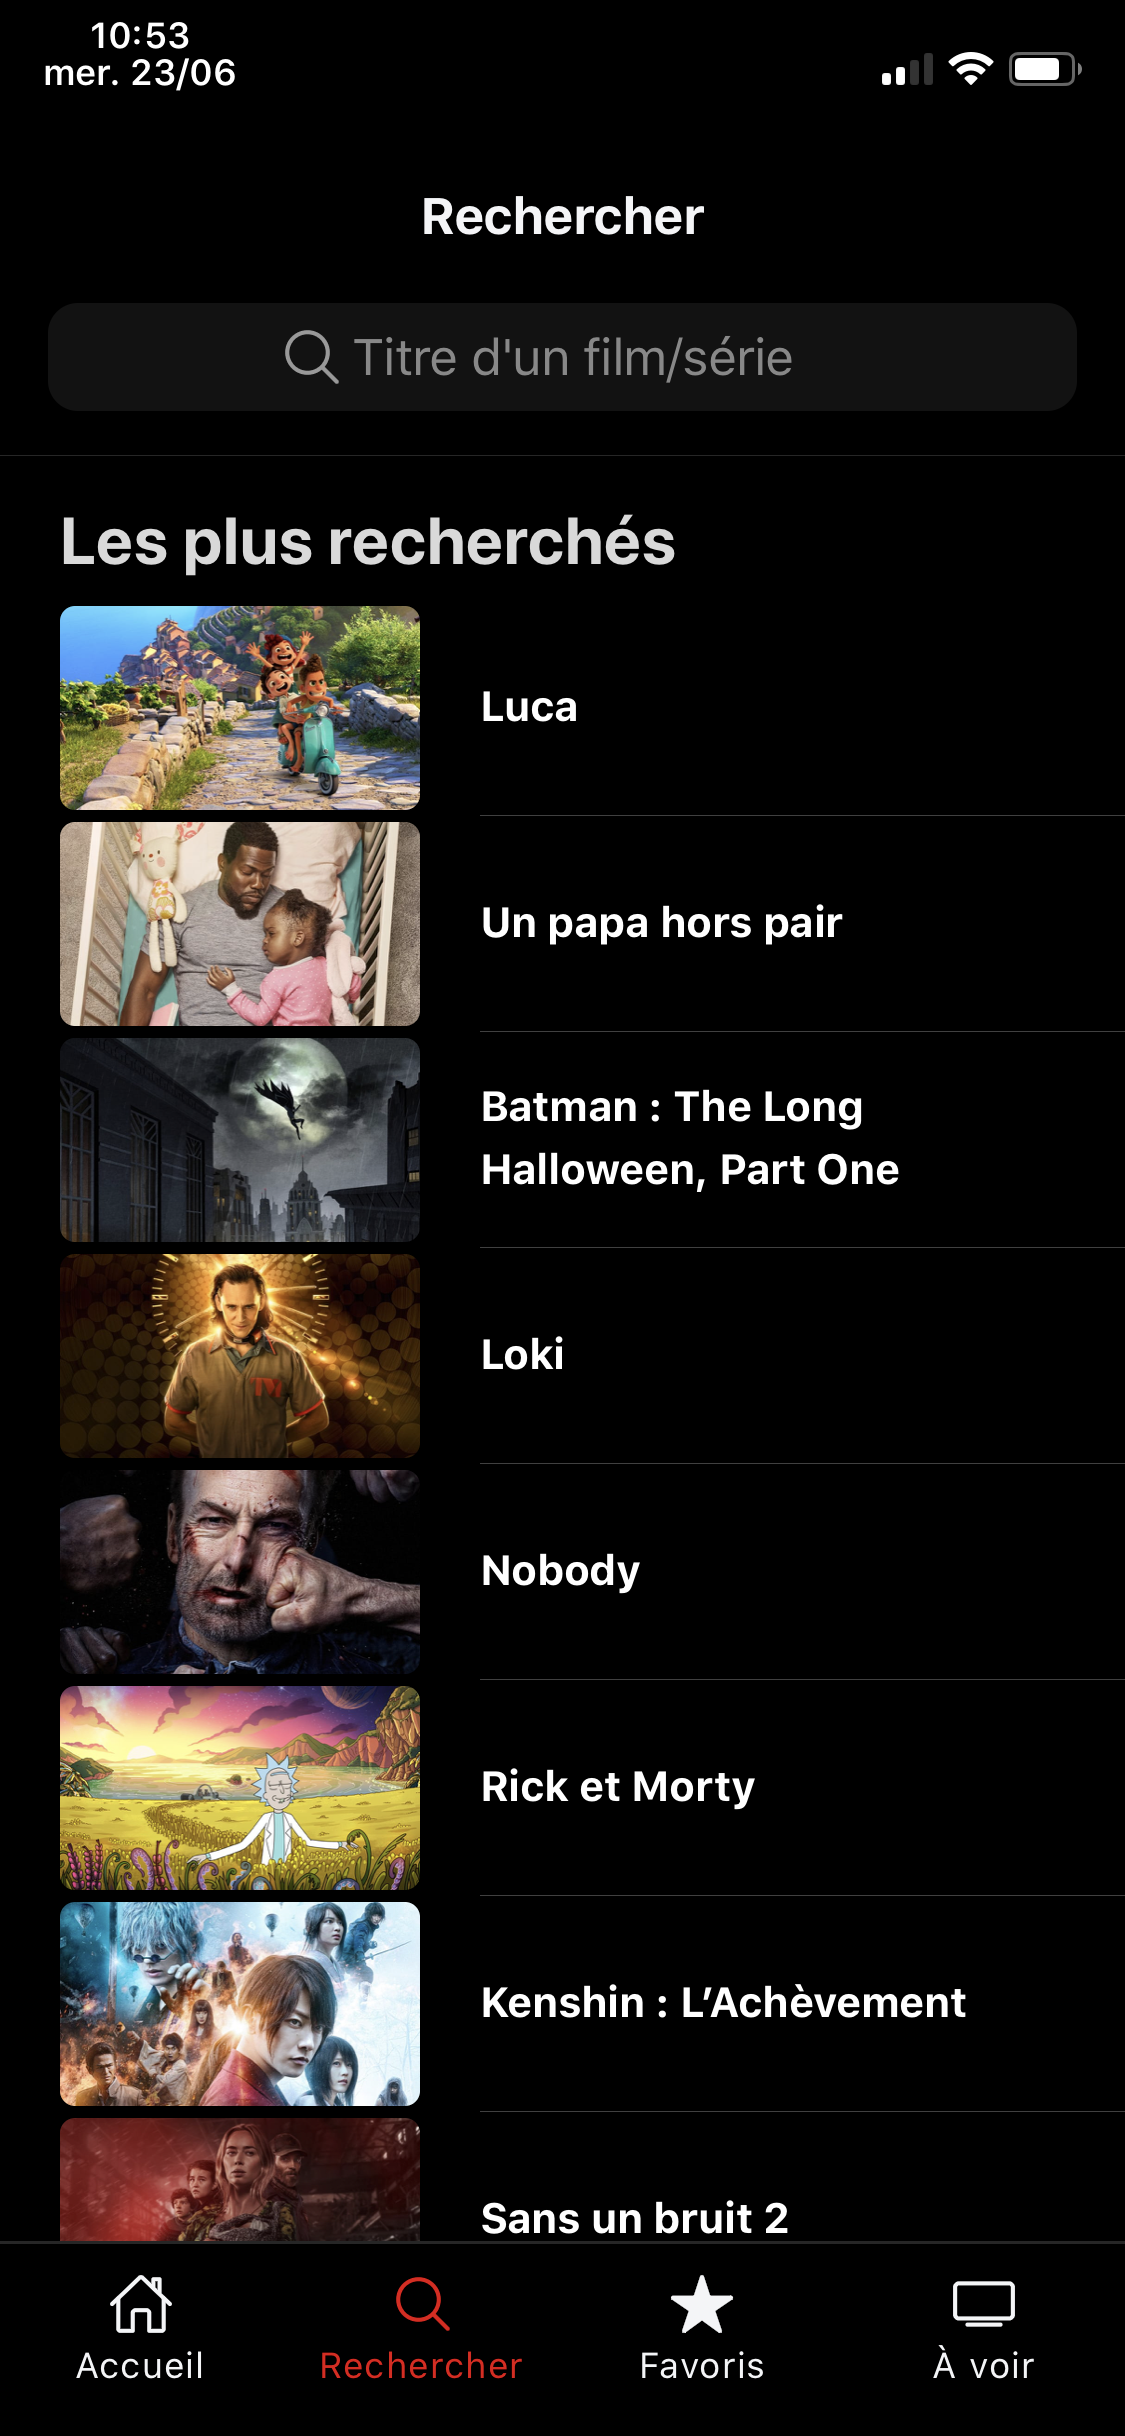 10:53
mer. 23/06
Rechercher
Titre d'un film/série
Les plus recherchés
Luca
Un papa hors pair
Batman : The Long
Halloween, Part One
Loki
Nobody
Rick et Morty
Kenshin : L’Achèvement
Sans un bruit 2
Accueil
Rechercher
Favoris
À voir